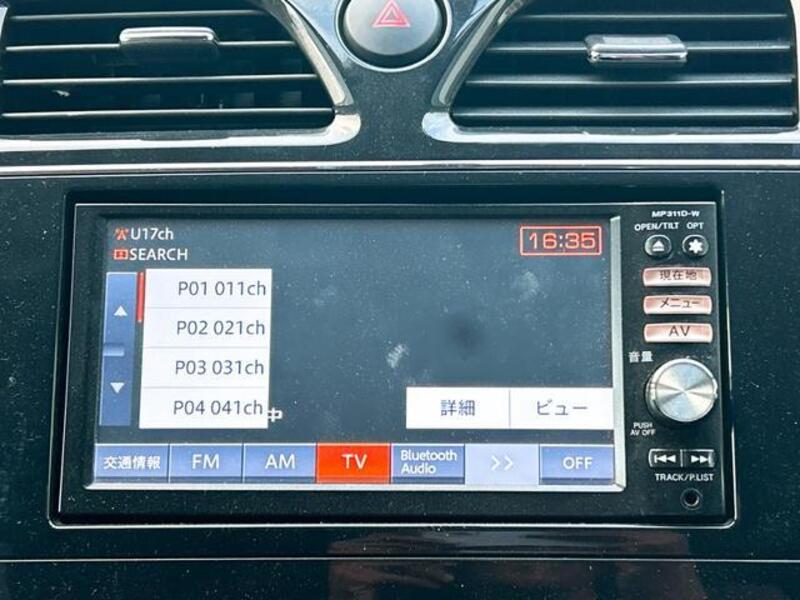 MP311D-W
OPEN/TILT OPT
U17ch
SEARCH
16:35
現在地
メニュー
AV
音量
P01 011ch
P02 021ch
P03 031ch
P04 041ch
中
詳細
ビュー
PUSH
AV OFF
交通情報
FM
AM
TV
Bluetooth
Audio
>>
OFF
TRACK/P.LIST